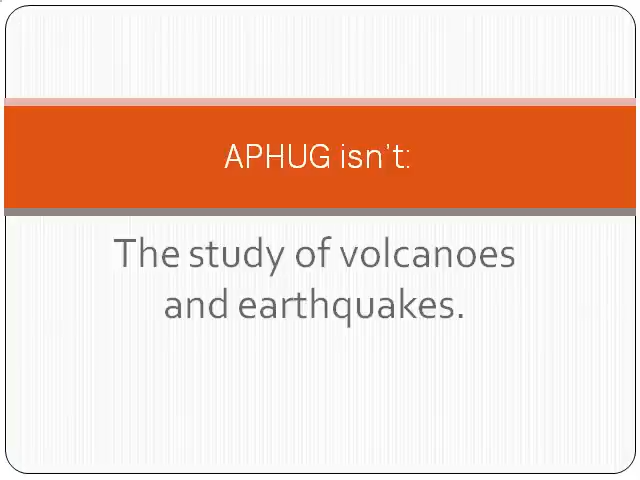 APHUG isn't:
The study of volcanoes
and earthquakes.